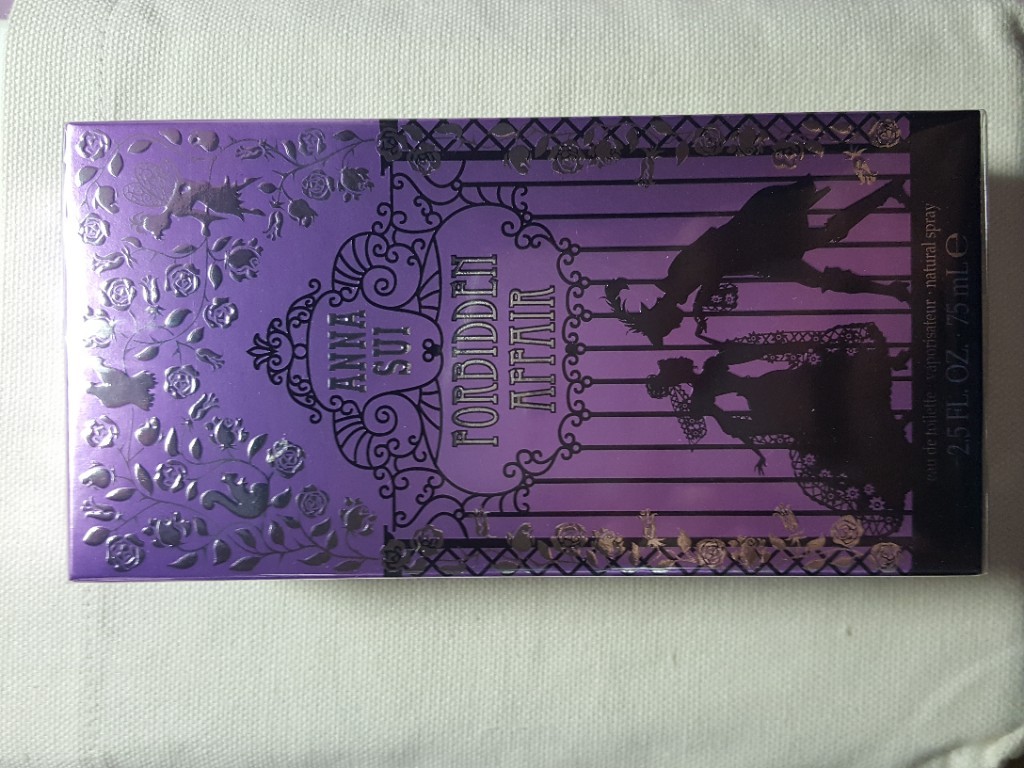 ANNA
SUI
FORBIDDEN
AFFAIR
eau de toilette · vaporisateur · natural spray
2.5 FL. OZ. 75 mL ℮